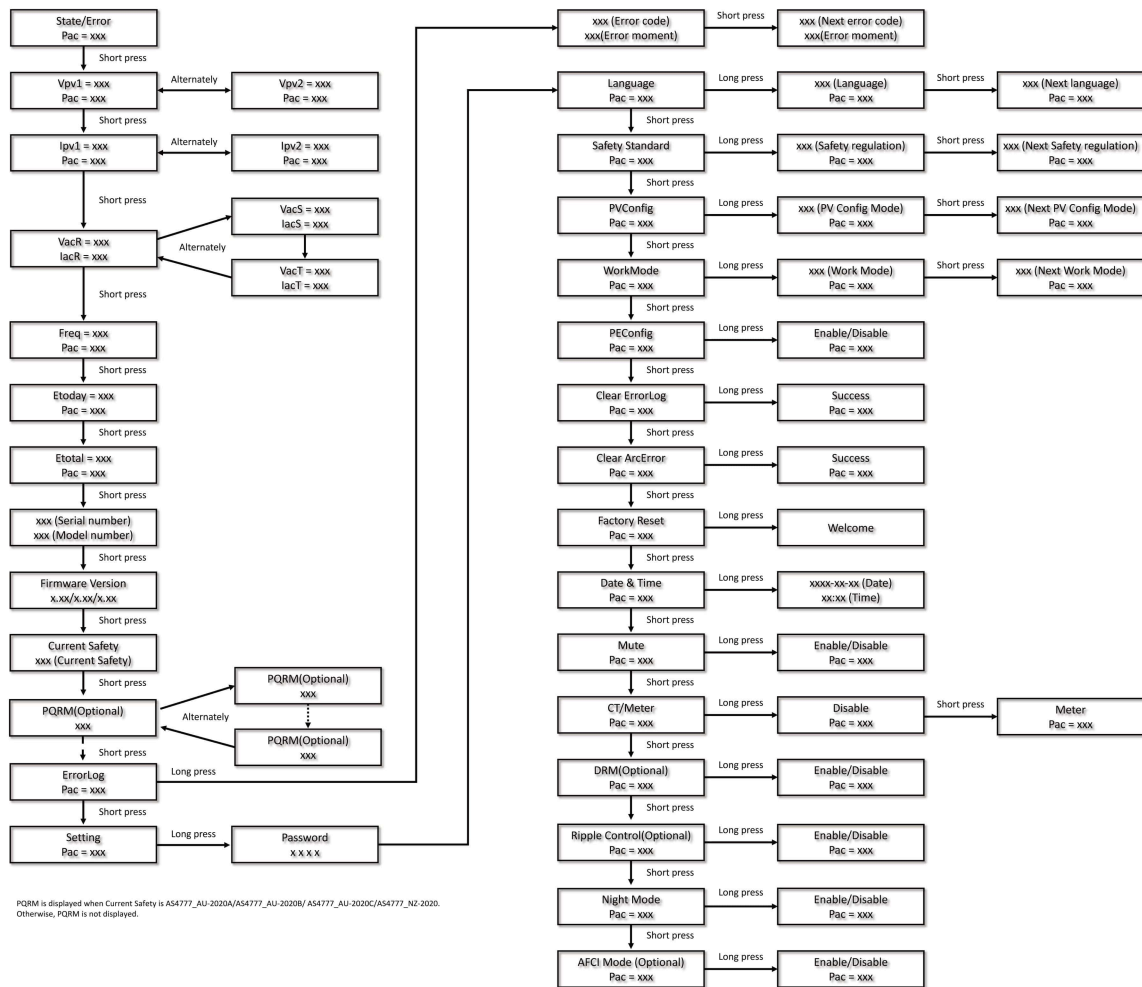 State/Error
Pac = xxx
Short press
Vpv1 = xxx
Pac = xxx
Alternately
Vpv2 = xxx
Pac = xxx
Short press
Ipv1 = xxx
Pac = xxx
Alternately
Ipv2 = xxx
Pac = xxx
Short press
VacR = xxx
IacR = xxx
Alternately
VacS = xxx
IacS = xxx
VacT = xxx
IacT = xxx
Short press
Freq = xxx
Pac = xxx
Short press
Etoday = xxx
Pac = xxx
Short press
Etotal = xxx
Pac = xxx
Short press
xxx (Serial number)
xxx (Model number)
Short press
Firmware Version
x.xx/x.xx/x.xx
Short press
Current Safety
xxx (Current Safety)
Short press
PQRM(Optional)
xxx
Alternately
PQRM(Optional)
xxx
PQRM(Optional)
xxx
Short press
ErrorLog
Pac = xxx
Long press
Short press
Setting
Pac = xxx
Long press
Password
x x x x
PQRM is displayed when Current Safety is AS4777_AU-2020A/AS4777_AU-2020B/ AS4777_AU-2020C/AS4777_NZ-2020.
Otherwise, PQRM is not displayed.
xxx (Error code)
xxx(Error moment)
Short press
xxx (Next error code)
xxx(Error moment)
Language
Pac = xxx
Long press
xxx (Language)
Pac = xxx
Short press
xxx (Next language)
Pac = xxx
Short press
Safety Standard
Pac = xxx
Long press
xxx (Safety regulation)
Pac = xxx
Short press
xxx (Next Safety regulation)
Pac = xxx
Short press
PVConfig
Pac = xxx
Long press
xxx (PV Config Mode)
Pac = xxx
Short press
xxx (Next PV Config Mode)
Pac = xxx
Short press
WorkMode
Pac = xxx
Long press
xxx (Work Mode)
Pac = xxx
Short press
xxx (Next Work Mode)
Pac = xxx
Short press
PEConfig
Pac = xxx
Long press
Enable/Disable
Pac = xxx
Short press
Clear ErrorLog
Pac = xxx
Long press
Success
Pac = xxx
Short press
Clear ArcError
Pac = xxx
Long press
Success
Pac = xxx
Short press
Factory Reset
Pac = xxx
Long press
Welcome
Short press
Date & Time
Pac = xxx
Long press
xxxx-xx-xx (Date)
xx:xx (Time)
Short press
Mute
Pac = xxx
Long press
Enable/Disable
Pac = xxx
Short press
CT/Meter
Pac = xxx
Long press
Disable
Pac = xxx
Short press
Meter
Pac = xxx
Short press
DRM(Optional)
Pac = xxx
Long press
Enable/Disable
Pac = xxx
Short press
Ripple Control(Optional)
Pac = xxx
Long press
Enable/Disable
Pac = xxx
Short press
Night Mode
Pac = xxx
Long press
Enable/Disable
Pac = xxx
Short press
AFCI Mode (Optional)
Pac = xxx
Long press
Enable/Disable
Pac = xxx